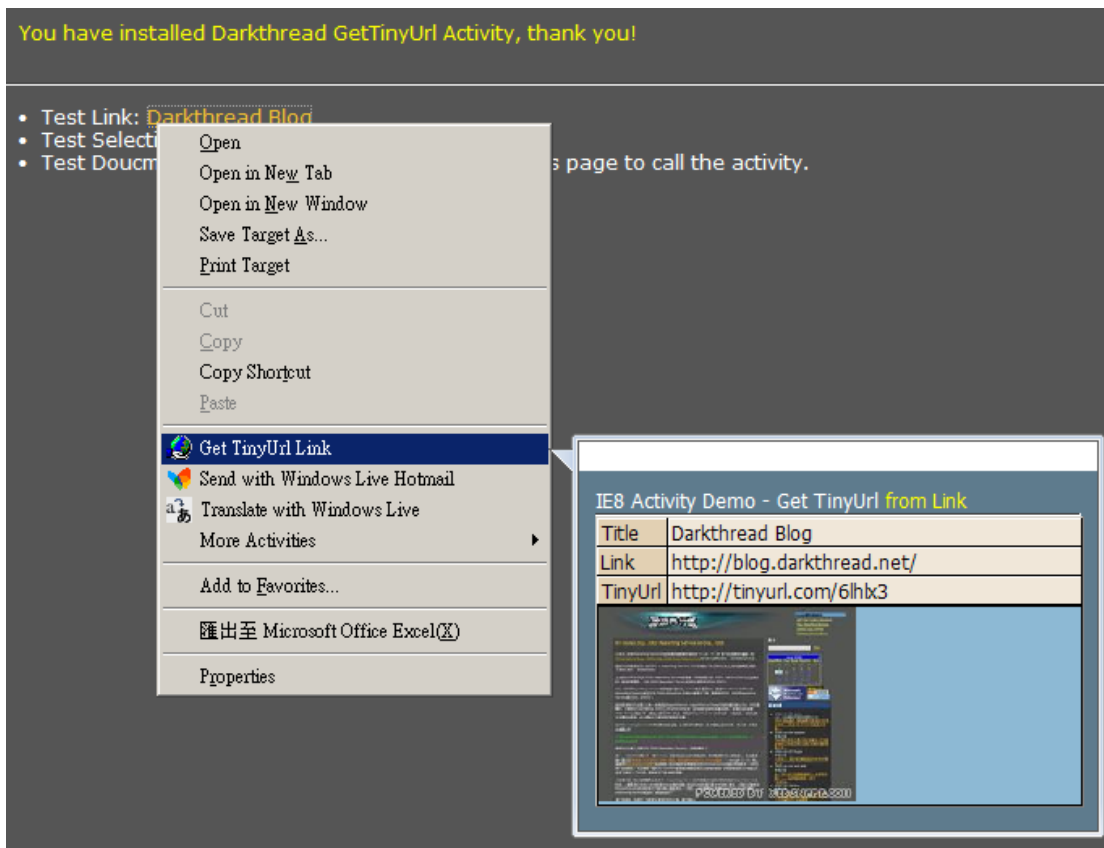 You have installed Darkthread GetTinyUrl Activity, thank you!
• Test Link: Darkthread Blog
• Test Selecti
• Test Doucm s page to call the activity.
Open
Open in New Tab
Open in New Window
Save Target As...
Print Target
Cut
Copy
Copy Shortcut
Paste
Get TinyUrl Link
Send with Windows Live Hotmail
Translate with Windows Live
More Activities
Add to Favorites...
匯出至 Microsoft Office Excel(X)
Properties
IE8 Activity Demo - Get TinyUrl from Link
Title Darkthread Blog
Link http://blog.darkthread.net/
TinyUrl http://tinyurl.com/6lhlx3